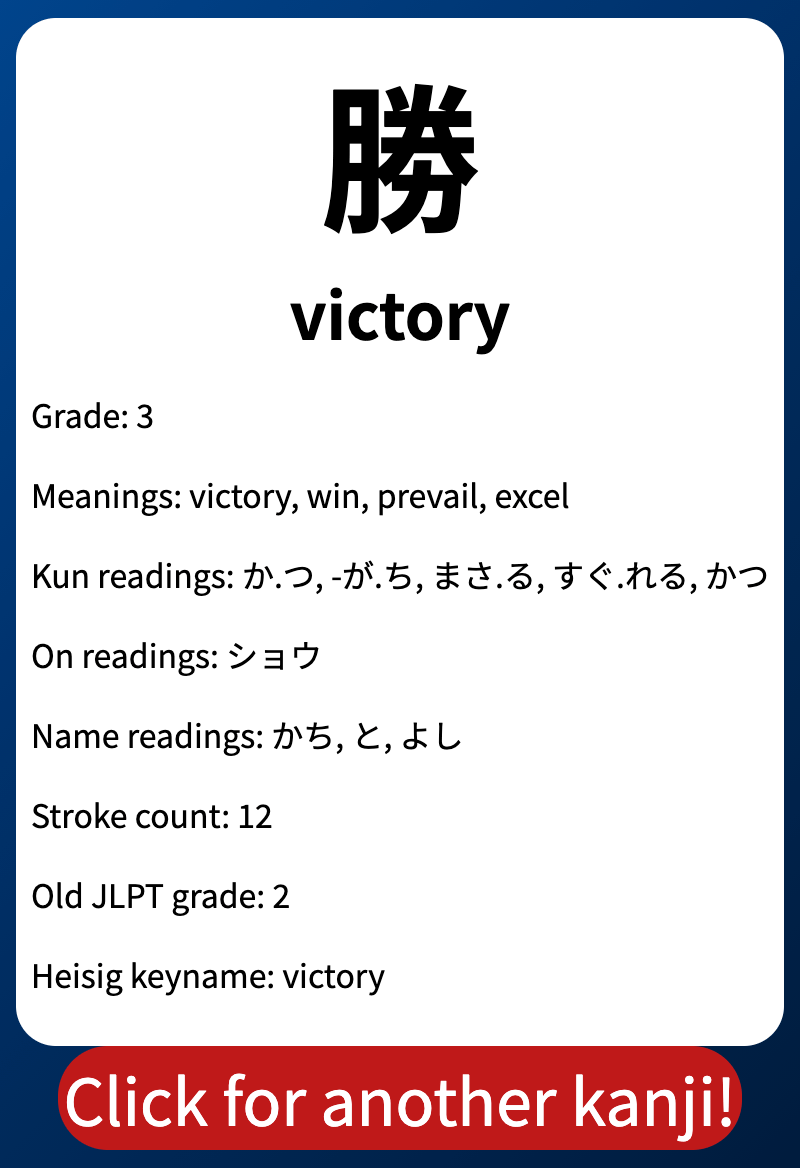 勝
victory
Grade: 3
Meanings: victory, win, prevail, excel
Kun readings: か.つ, -が.ち, まさ.る, すぐ.れる, かつ
On readings: ショウ
Name readings: かち, と, よし
Stroke count: 12
Old JLPT grade: 2
Heisig keyname: victory
Click for another kanji!